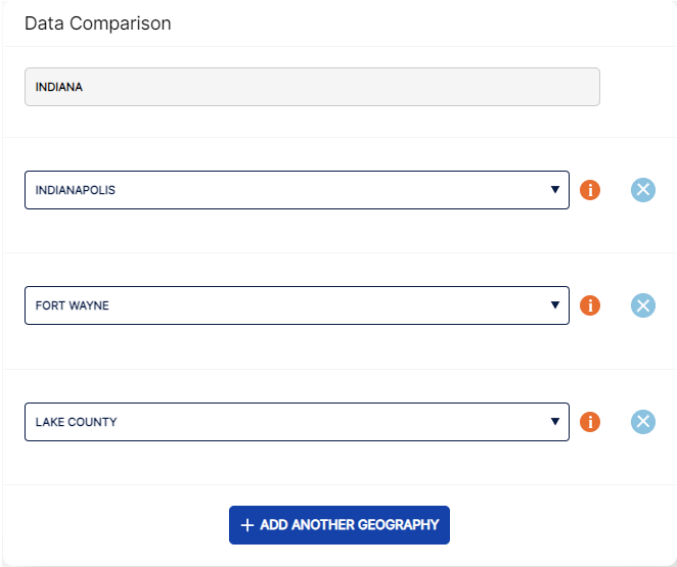 Data Comparison
INDIANA
INDIANAPOLIS
FORT WAYNE
LAKE COUNTY
+ ADD ANOTHER GEOGRAPHY